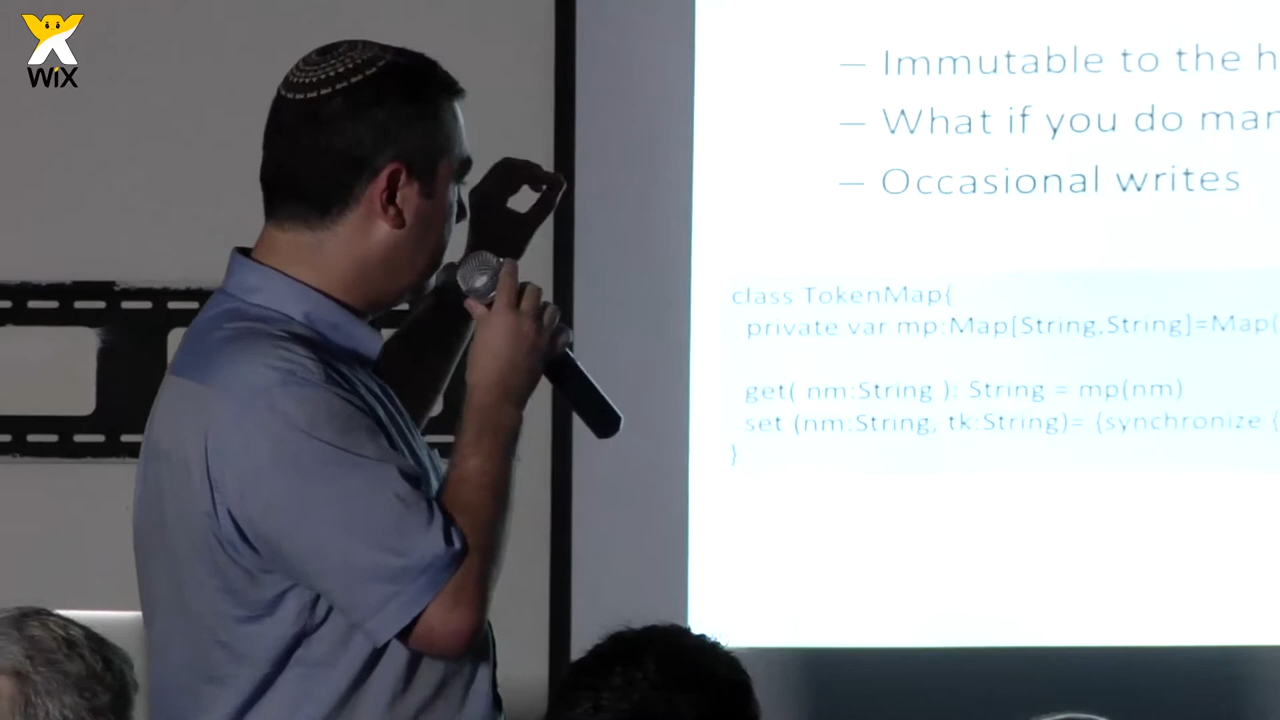 WiX
— Immutable to the h
— What if you do mar
— Occasional writes
class TokenMap{
private var mp:Map[String,String]=Map(
get( nm:String ): String = mp(nm)
set (nm:String, tk:String)= {synchronize {
}